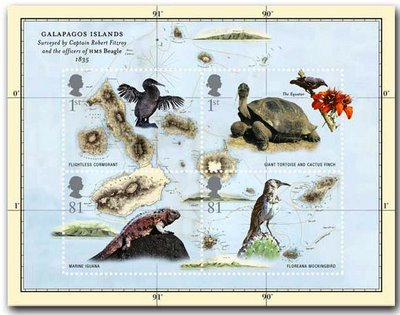 91°
90°
GALAPAGOS ISLANDS
Surveyed by Captain Robert Fitzroy
and the officers of HMS Beagle
1835
0°
0°
1st
1st
The Equator
FLIGHTLESS CORMORANT
GIANT TORTOISE AND CACTUS FINCH
81
81
1°
1°
MARINE IGUANA
FLOREANA MOCKINGBIRD
91°
90°